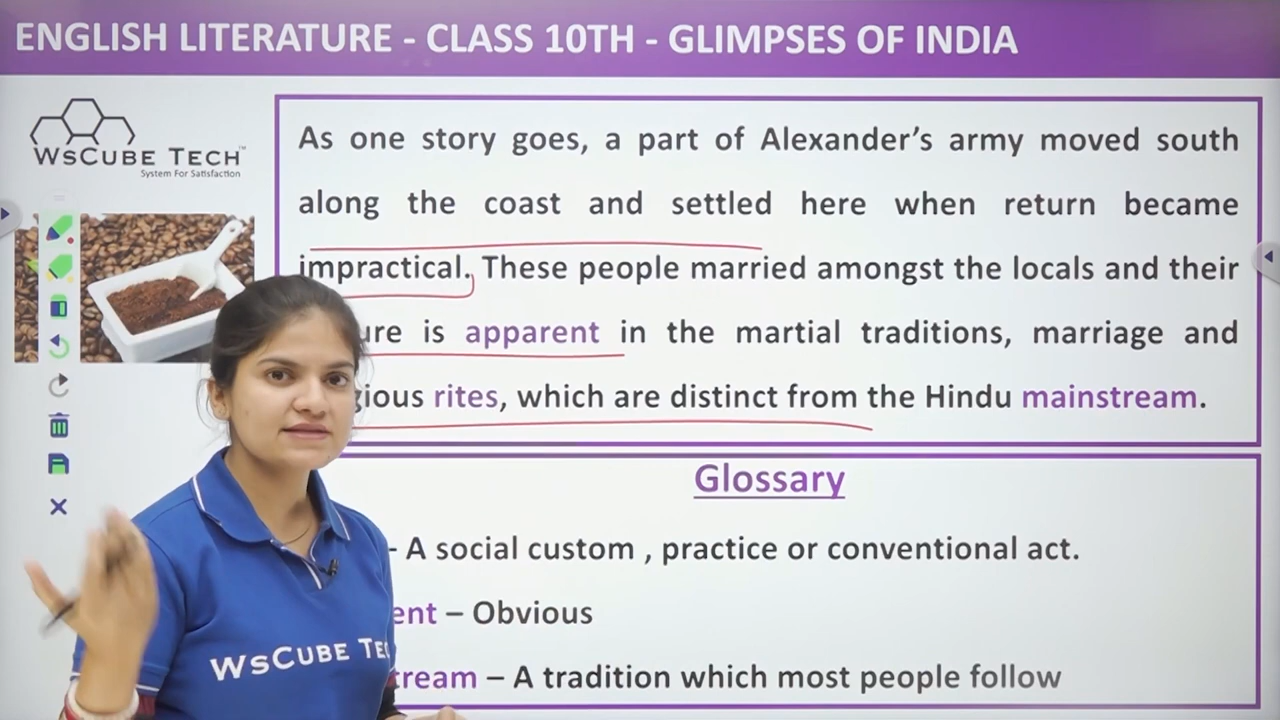 ENGLISH LITERATURE - CLASS 10TH - GLIMPSES OF INDIA
WSCUBE TECH™
System For Satisfaction
As one story goes, a part of Alexander’s army moved south
along the coast and settled here when return became
impractical. These people married amongst the locals and their
ure is apparent in the martial traditions, marriage and
gious rites, which are distinct from the Hindu mainstream.
Glossary
- A social custom , practice or conventional act.
ent – Obvious
tream – A tradition which most people follow
WSCUBE TEC